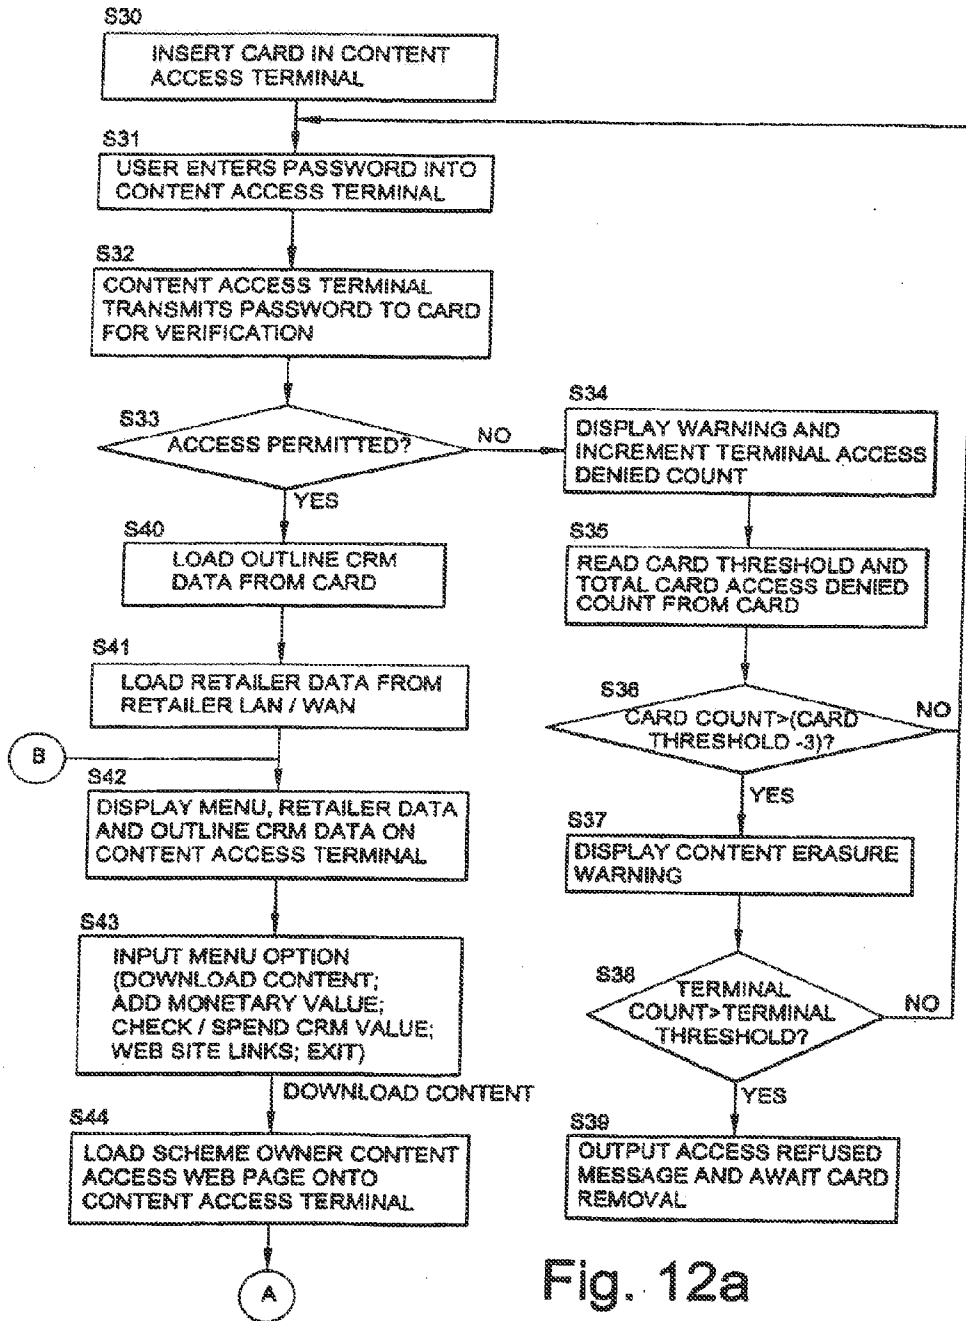 S30
INSERT CARD IN CONTENT
ACCESS TERMINAL
S31
USER ENTERS PASSWORD INTO
CONTENT ACCESS TERMINAL
S32
CONTENT ACCESS TERMINAL
TRANSMITS PASSWORD TO CARD
FOR VERIFICATION
S33
ACCESS PERMITTED?
NO
YES
S34
DISPLAY WARNING AND
INCREMENT TERMINAL ACCESS
DENIED COUNT
S35
READ CARD THRESHOLD AND
TOTAL CARD ACCESS DENIED
COUNT FROM CARD
S36
CARD COUNT>(CARD
THRESHOLD -3)?
NO
YES
S37
DISPLAY CONTENT ERASURE
WARNING
S38
TERMINAL
COUNT>TERMINAL
THRESHOLD?
NO
YES
S39
OUTPUT ACCESS REFUSED
MESSAGE AND AWAIT CARD
REMOVAL
S40
LOAD OUTLINE CRM
DATA FROM CARD
S41
LOAD RETAILER DATA FROM
RETAILER LAN / WAN
B
S42
DISPLAY MENU, RETAILER DATA
AND OUTLINE CRM DATA ON
CONTENT ACCESS TERMINAL
S43
INPUT MENU OPTION
(DOWNLOAD CONTENT;
ADD MONETARY VALUE;
CHECK / SPEND CRM VALUE;
WEB SITE LINKS; EXIT)
DOWNLOAD CONTENT
S44
LOAD SCHEME OWNER CONTENT
ACCESS WEB PAGE ONTO
CONTENT ACCESS TERMINAL
A
Fig. 12a